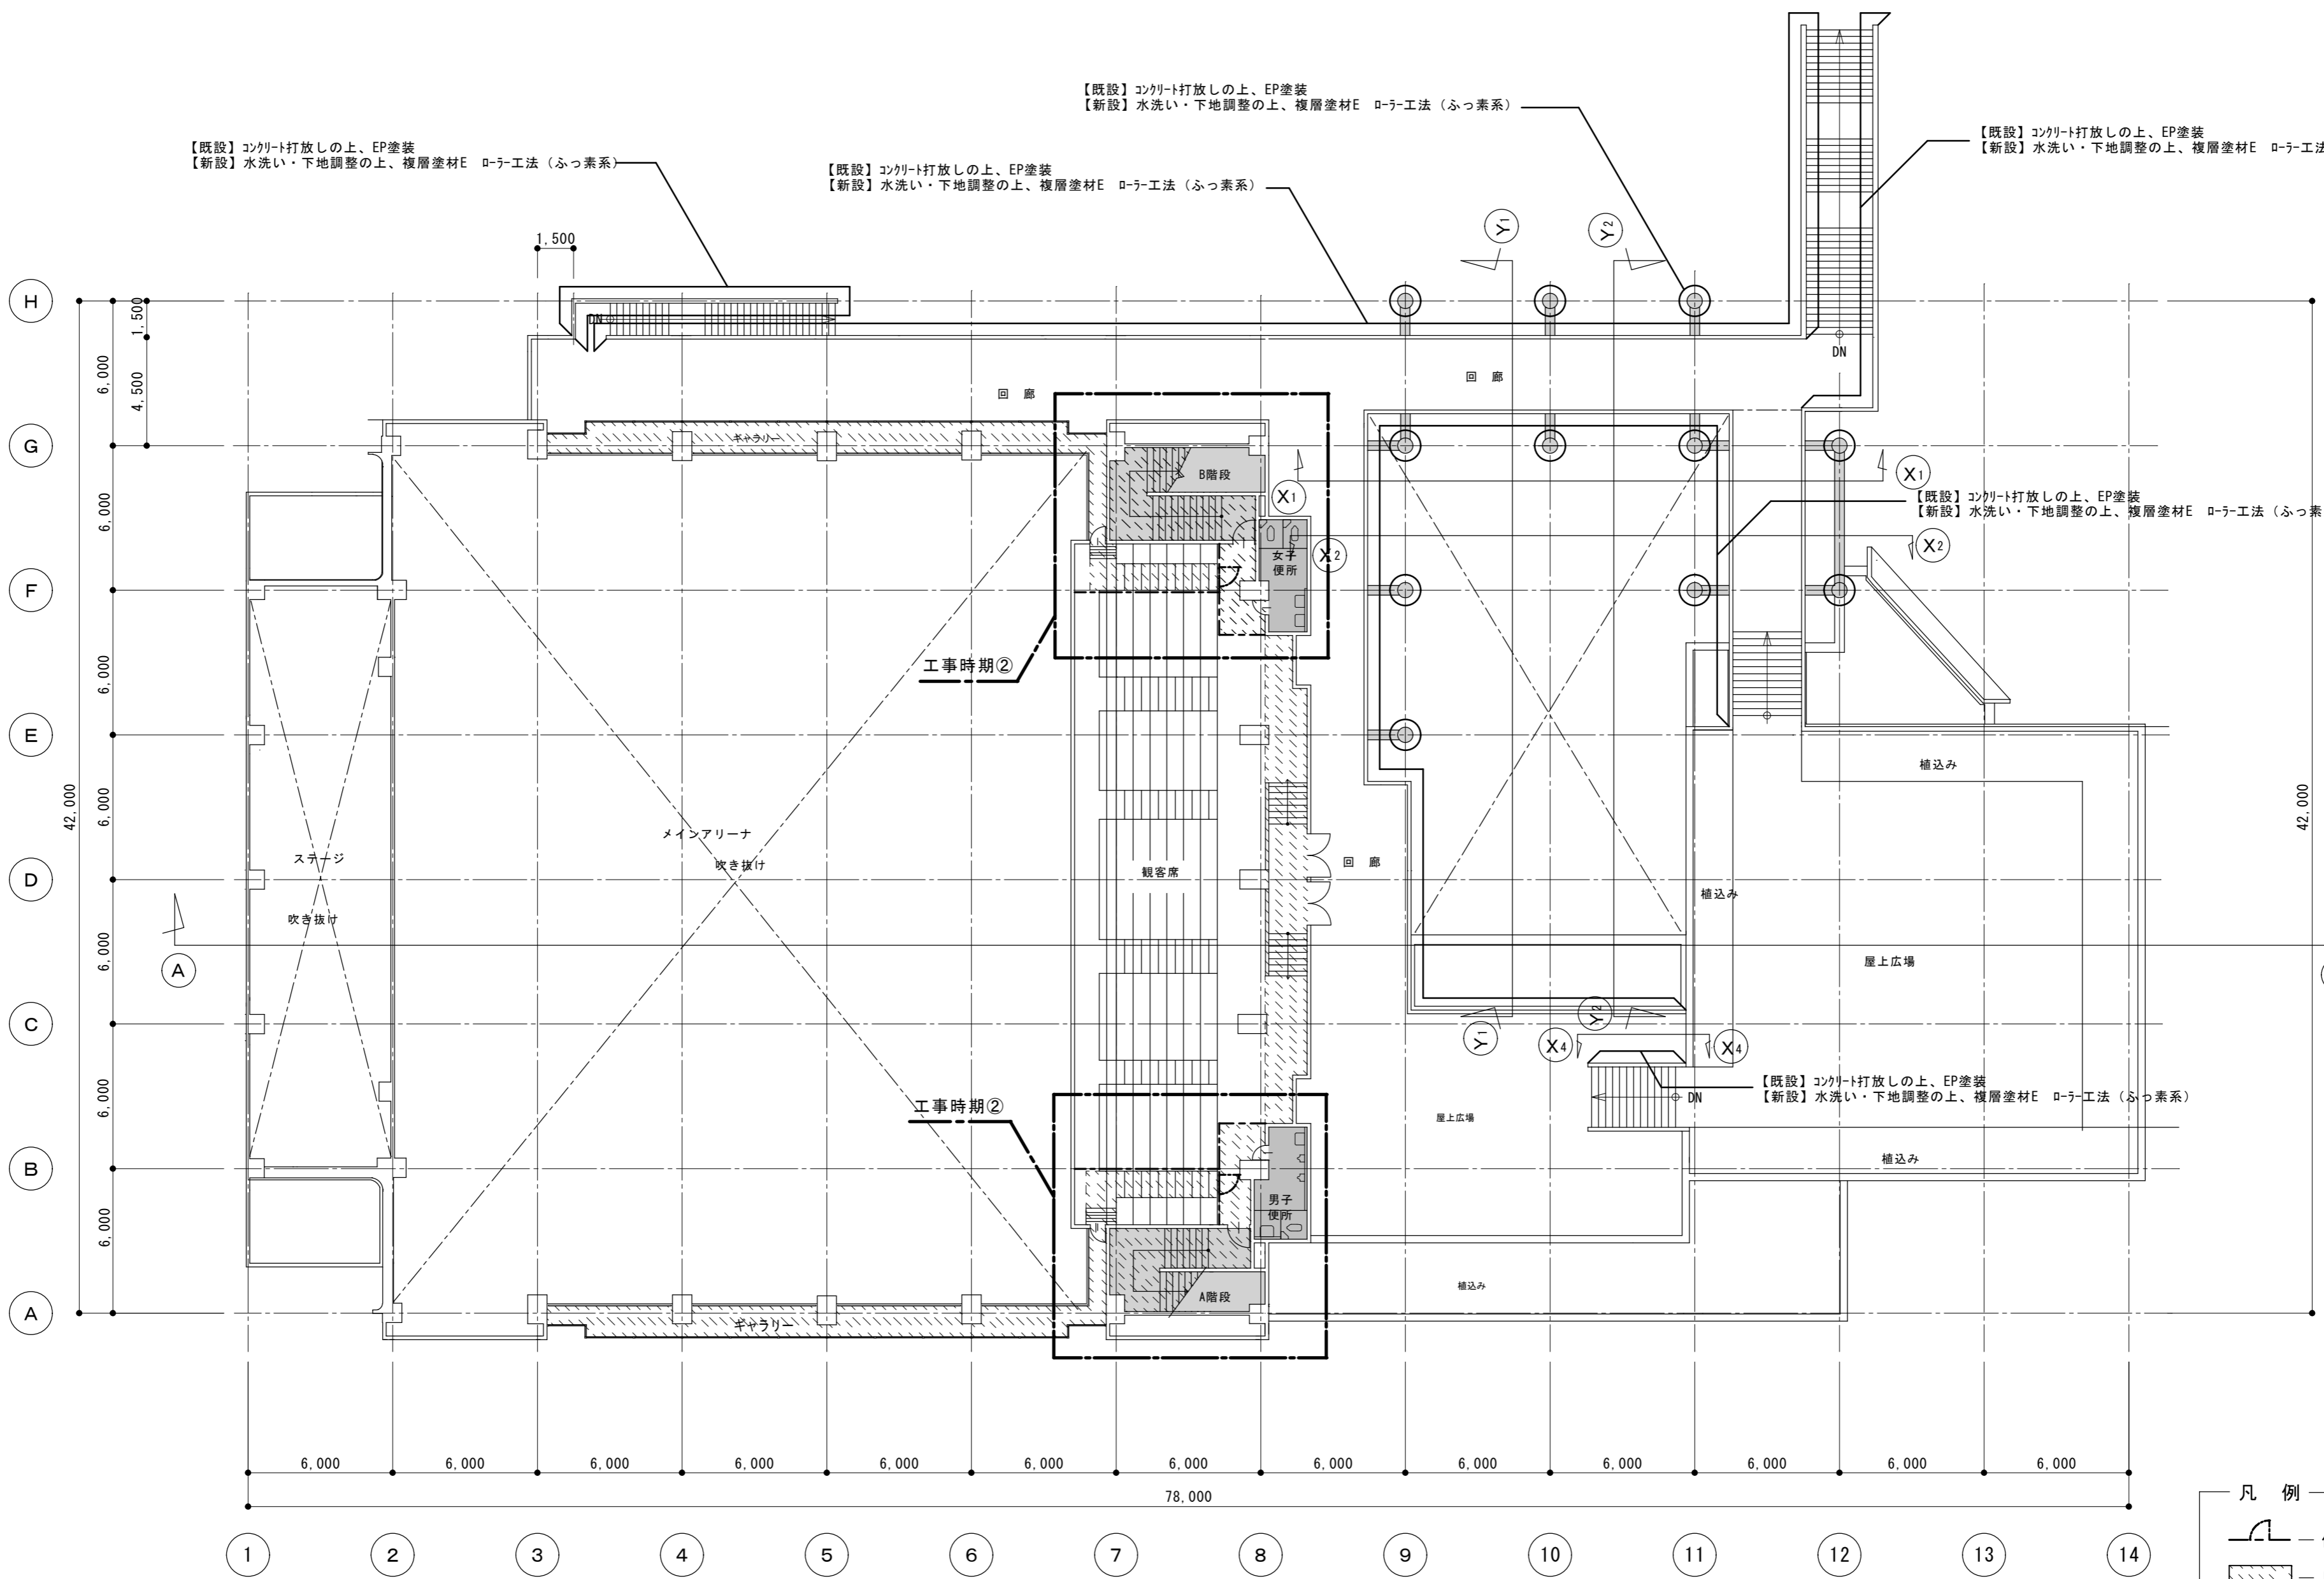 【既設】コンクリート打放しの上、EP塗装
【新設】水洗い・下地調整の上、複層塗材E ローラー工法（ふっ素系）
【既設】コンクリート打放しの上、EP塗装
【新設】水洗い・下地調整の上、複層塗材E ローラー工法（ふっ素系）
【既設】コンクリート打放しの上、EP塗装
【新設】水洗い・下地調整の上、複層塗材E ローラー工法
【既設】コンクリート打放しの上、EP塗装
【新設】水洗い・下地調整の上、複層塗材E ローラー工法（ふっ素系）
1,500
Y1
Y2
H
DN
1,500
6,000
4,500
DN
回 廊
回 廊
G
ギャラリー
B階段
X1
X1
【既設】コンクリート打放しの上、EP塗装
【新設】水洗い・下地調整の上、複層塗材E ローラー工法（ふっ素
6,000
女子
便所
X2
X2
F
工事時期②
6,000
E
植込み
42,000
6,000
42,000
メインアリーナ
吹き抜け
ステージ
吹き抜け
観客席
回 廊
D
植込み
A
6,000
屋上広場
C
Y1
Y2
X4
X4
【既設】コンクリート打放しの上、EP塗装
【新設】水洗い・下地調整の上、複層塗材E ローラー工法（ふっ素系）
DN
6,000
工事時期②
屋上広場
B
植込み
男子
便所
6,000
植込み
A階段
A
ギャラリー
6,000 6,000 6,000 6,000 6,000 6,000 6,000 6,000 6,000 6,000 6,000 6,000 6,000
78,000
凡 例
1 2 3 4 5 6 7 8 9 10 11 12 13 14